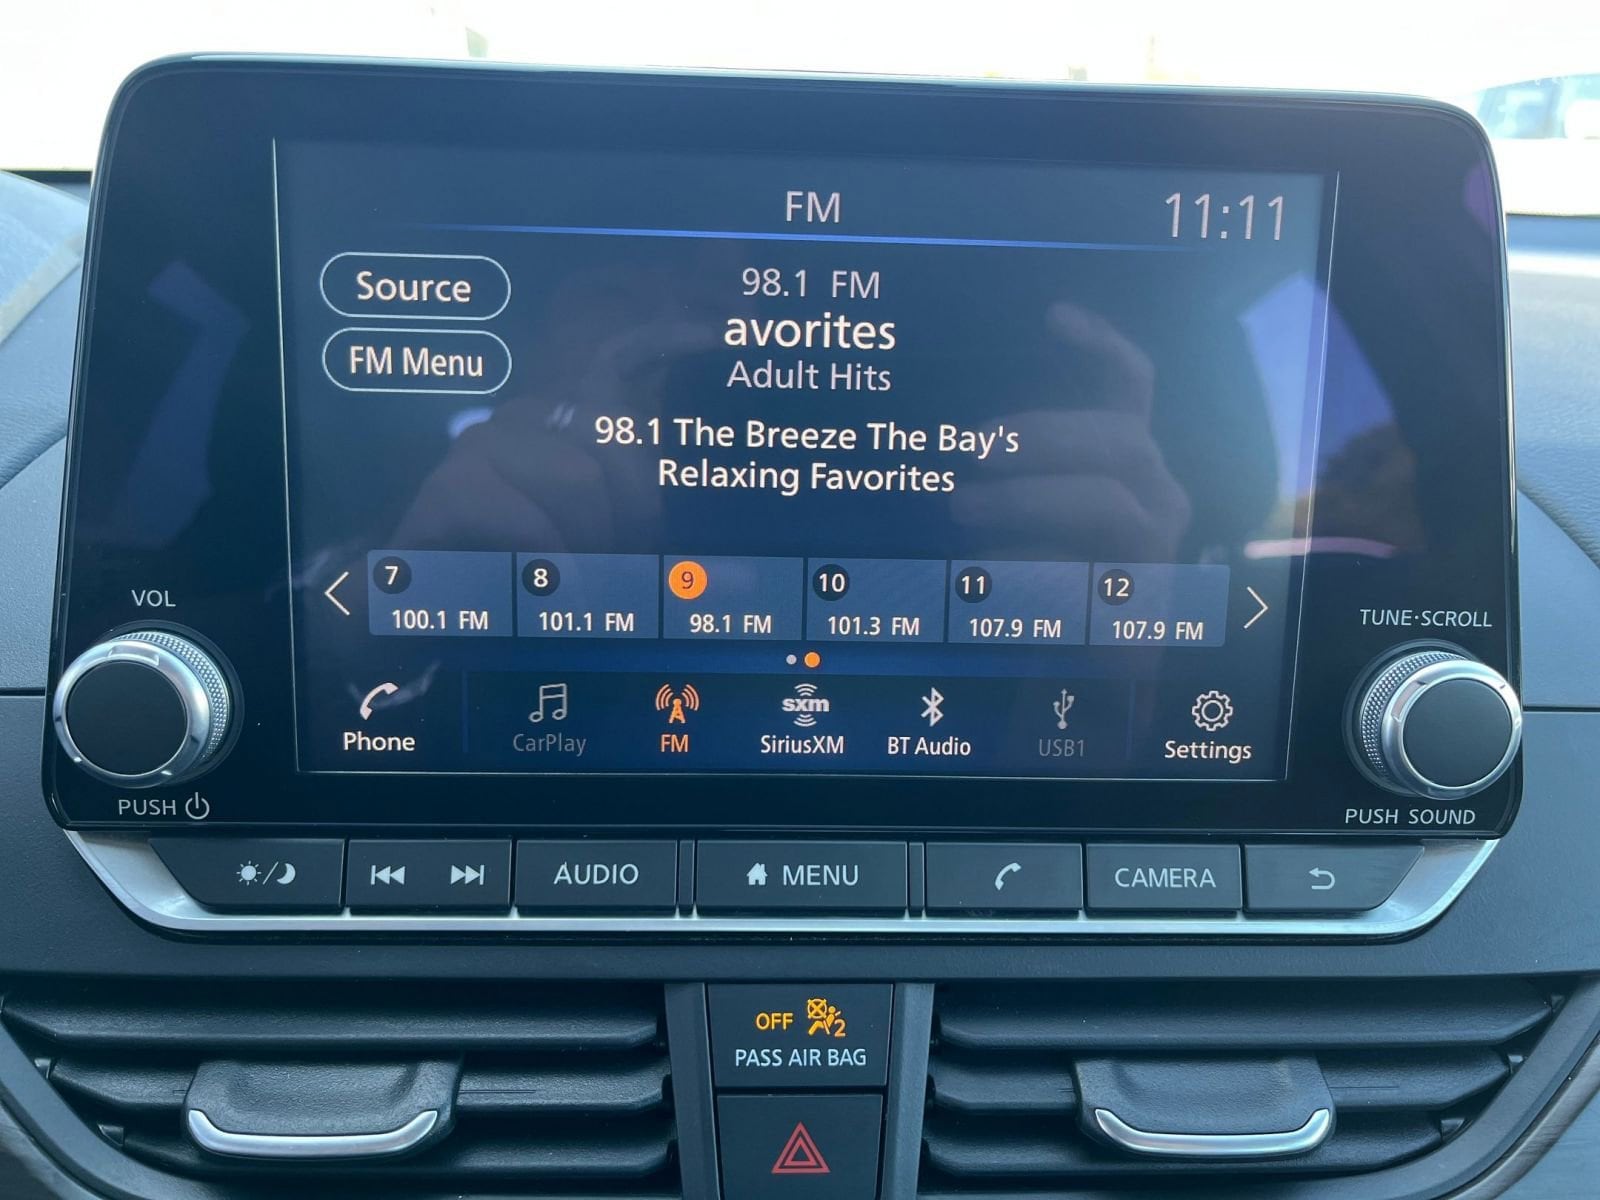 FM
11:11
Source
FM Menu
98.1 FM
avorites
Adult Hits
98.1 The Breeze The Bay's
Relaxing Favorites
7
100.1 FM
8
101.1 FM
9
98.1 FM
10
101.3 FM
11
107.9 FM
12
107.9 FM
VOL
PUSH
TUNE·SCROLL
PUSH SOUND
Phone
CarPlay
FM
sxm
SiriusXM
BT Audio
USB1
Settings
AUDIO
MENU
CAMERA
OFF
2
PASS AIR BAG